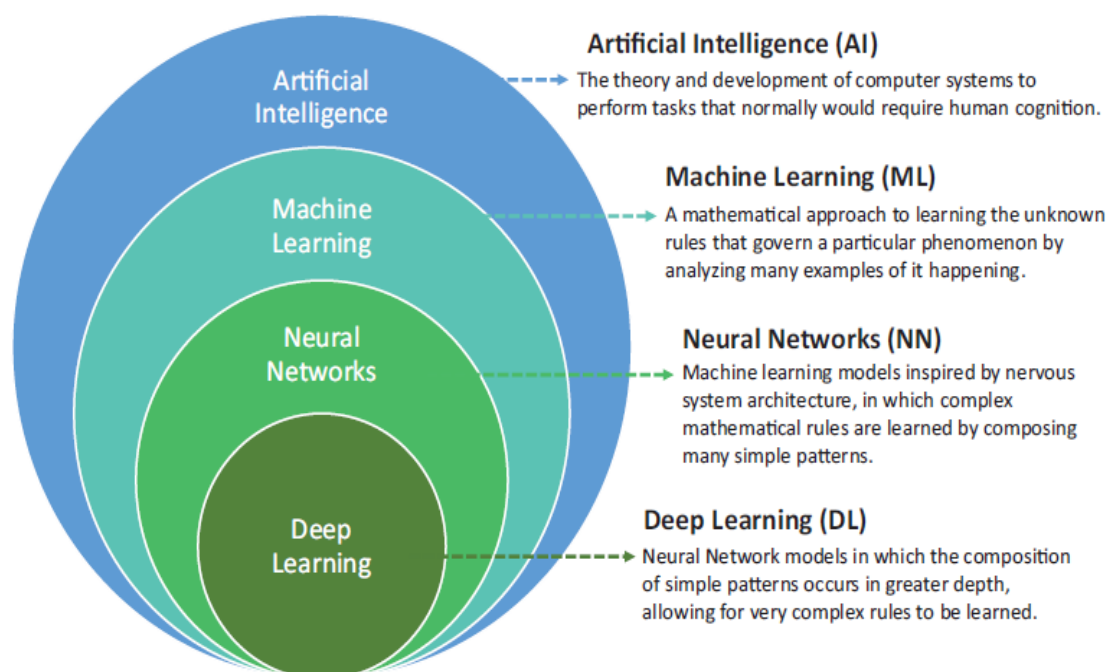 Artificial
Intelligence
Machine
Learning
Neural
Networks
Deep
Learning
Artificial Intelligence (AI)
The theory and development of computer systems to
perform tasks that normally would require human cognition.
Machine Learning (ML)
A mathematical approach to learning the unknown
rules that govern a particular phenomenon by
analyzing many examples of it happening.
Neural Networks (NN)
Machine learning models inspired by nervous
system architecture, in which complex
mathematical rules are learned by composing
many simple patterns.
Deep Learning (DL)
Neural Network models in which the composition
of simple patterns occurs in greater depth,
allowing for very complex rules to be learned.